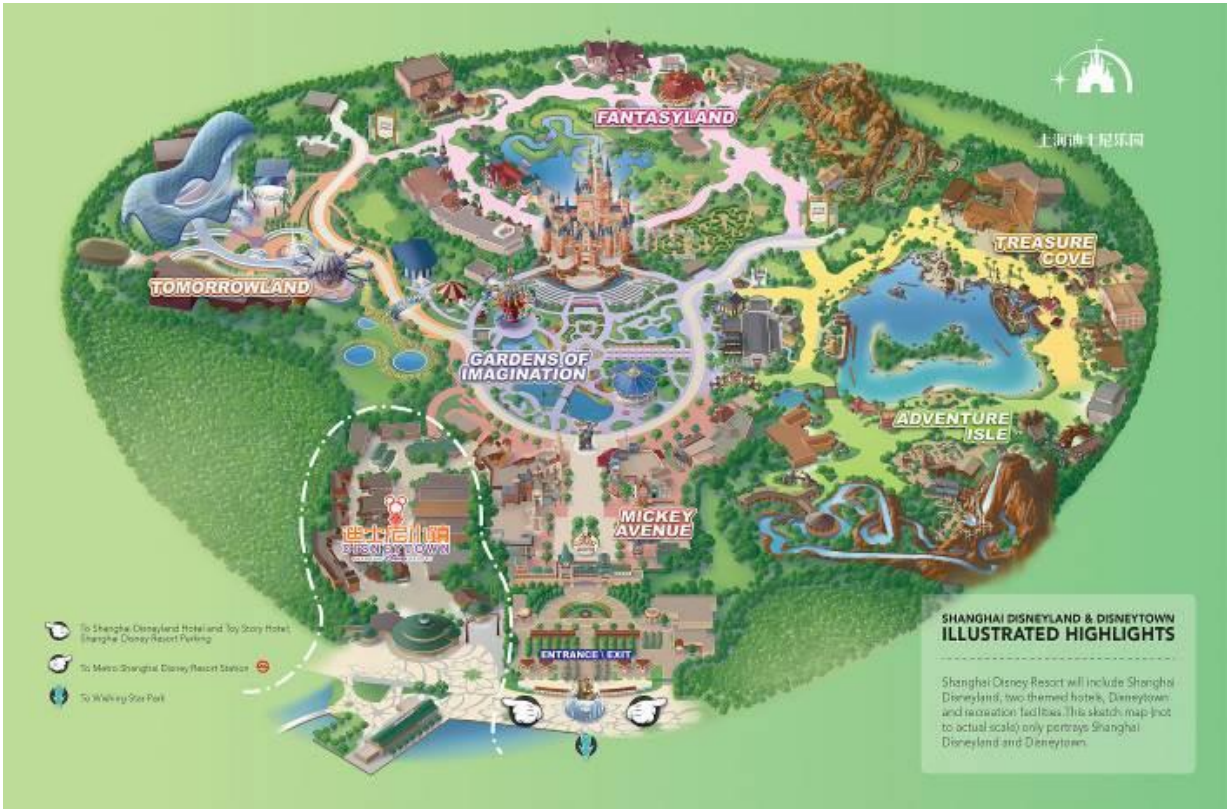 上海迪士尼乐园
FANTASYLAND
TREASURE
COVE
TOMORROWLAND
GARDENS OF
IMAGINATION
ADVENTURE
ISLE
MICKEY
AVENUE
迪士尼小镇
DISNEYTOWN
ENTRANCE \ EXIT
To Shanghai Disneyland Hotel and Toy Story Hotel,
Shanghai Disney Resort Parking
To Metro Shanghai Disney Resort Station
To Wishing Star Park
SHANGHAI DISNEYLAND & DISNEYTOWN
ILLUSTRATED HIGHLIGHTS
Shanghai Disney Resort will include Shanghai
Disneyland, two themed hotels, Disneytown
and recreation facilities. This sketch map (not
to actual scale) only portrays Shanghai
Disneyland and Disneytown.